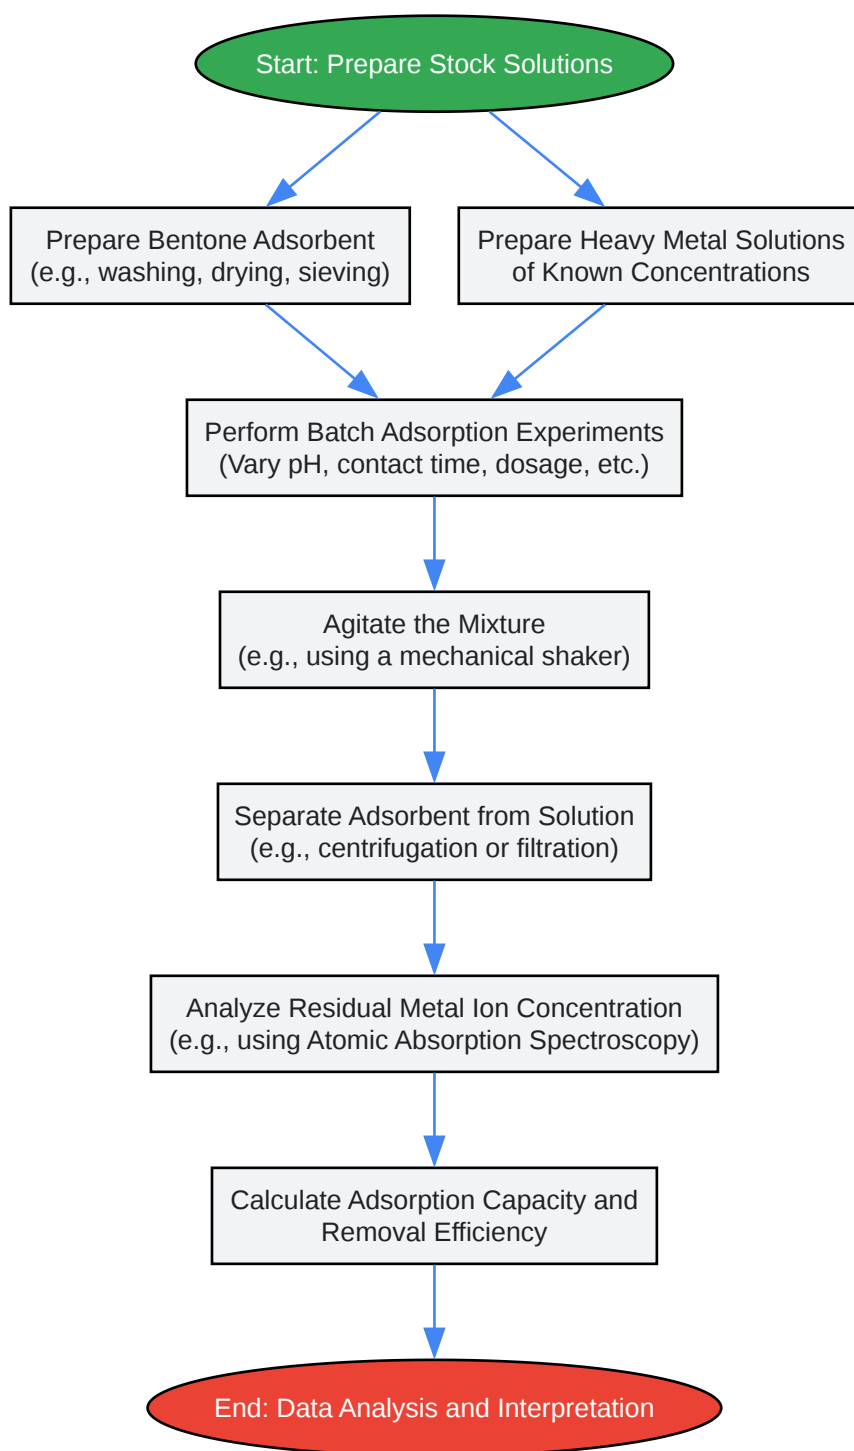 Start: Prepare Stock Solutions
Prepare Bentone Adsorbent
(e.g., washing, drying, sieving)
Prepare Heavy Metal Solutions
of Known Concentrations
Perform Batch Adsorption Experiments
(Vary pH, contact time, dosage, etc.)
Agitate the Mixture
(e.g., using a mechanical shaker)
Separate Adsorbent from Solution
(e.g., centrifugation or filtration)
Analyze Residual Metal Ion Concentration
(e.g., using Atomic Absorption Spectroscopy)
Calculate Adsorption Capacity and
Removal Efficiency
End: Data Analysis and Interpretation